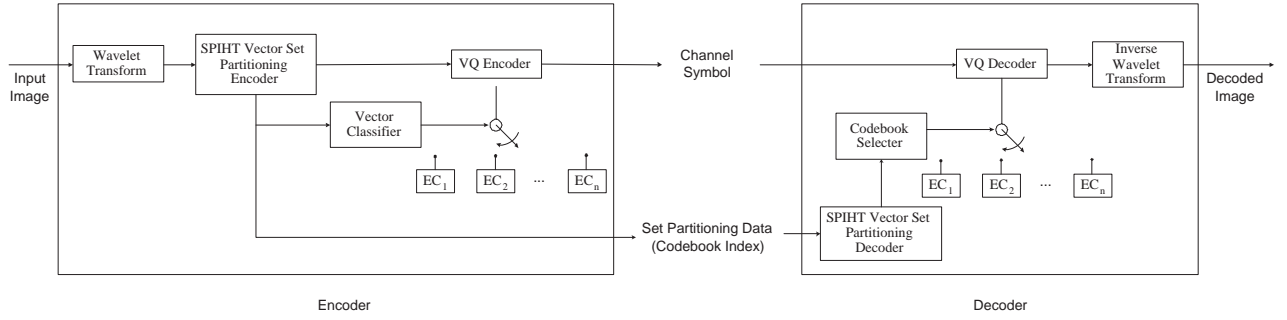 Input
Image
Wavelet
Transform
SPIHT Vector Set
Partitioning
Encoder
VQ Encoder
Vector
Classifier
EC1
EC2
...
ECn
Encoder
Channel
Symbol
Set Partitioning Data
(Codebook Index)
VQ Decoder
Inverse
Wavelet
Transform
Decoded
Image
Codebook
Selecter
EC1
EC2
...
ECn
SPIHT Vector Set
Partitioning
Decoder
Decoder